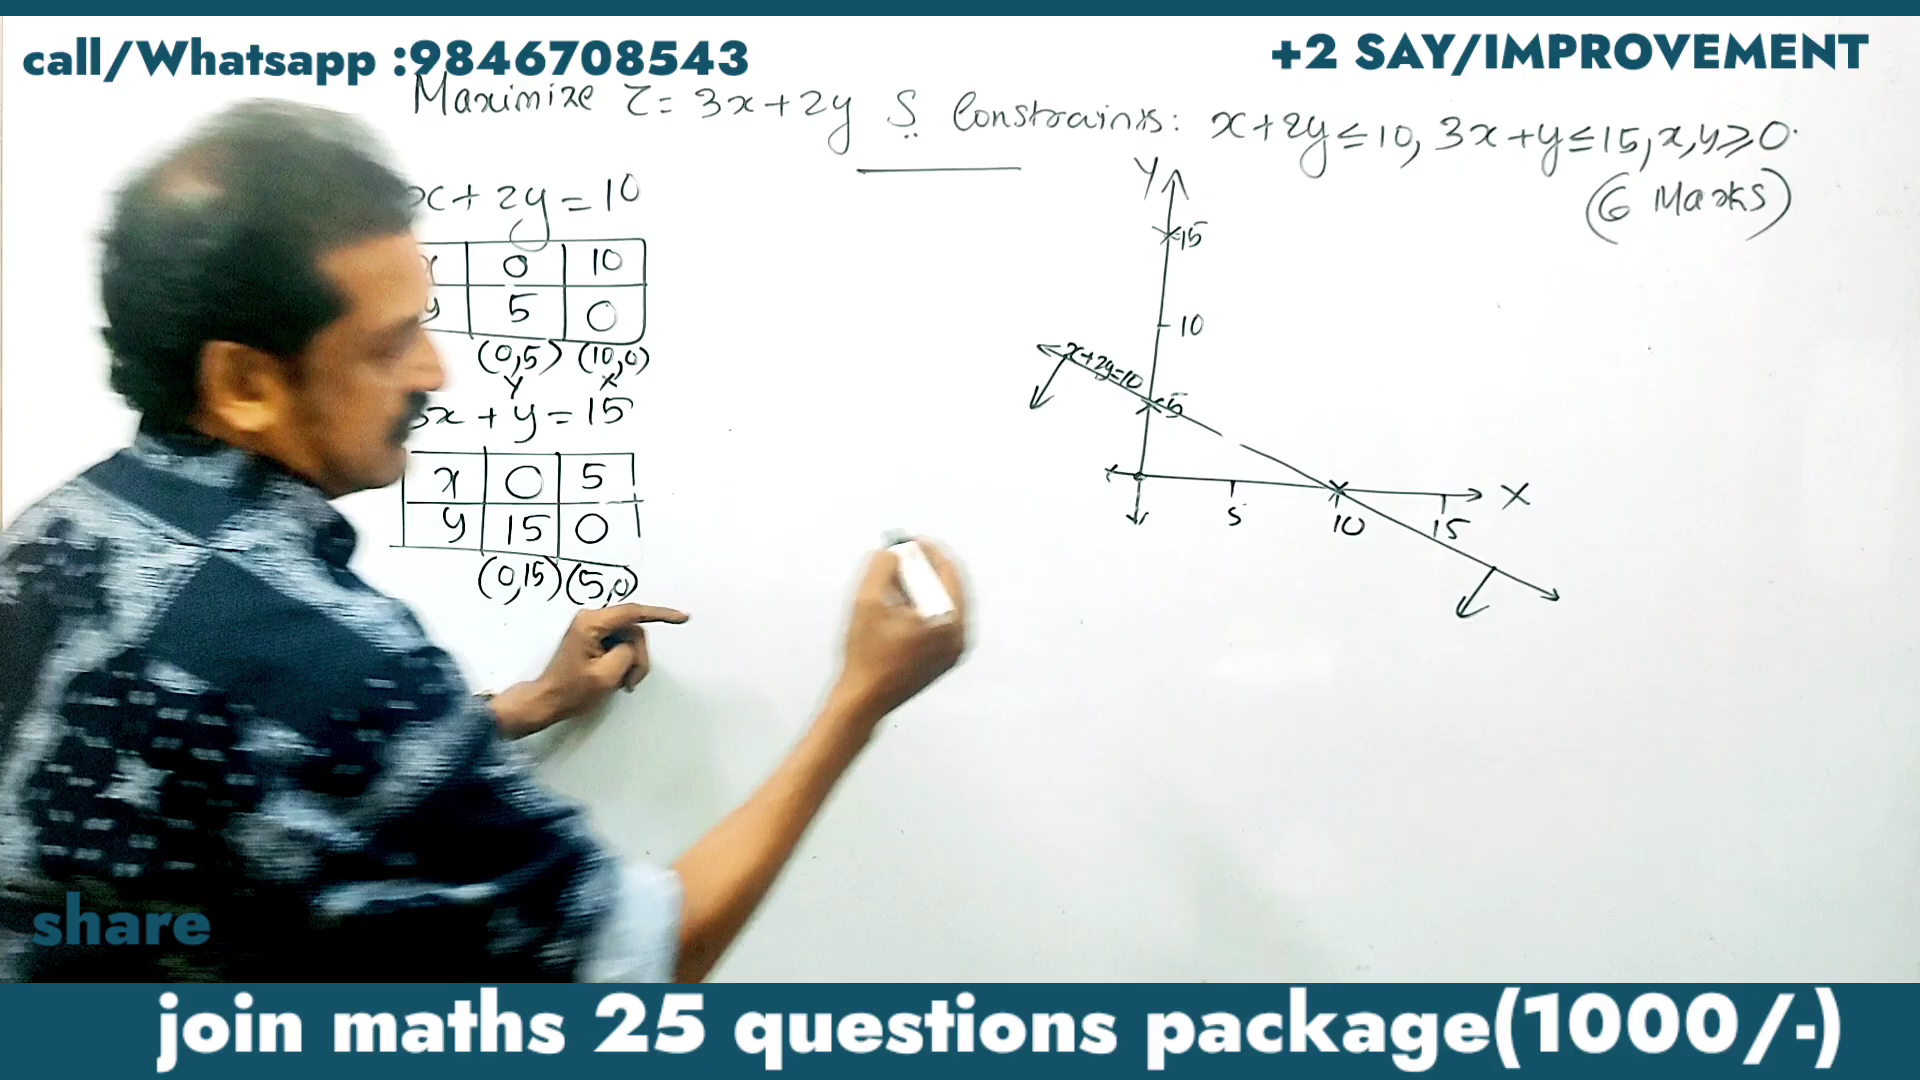 call/Whatsapp :9846708543
+2 SAY/IMPROVEMENT
Maximize Z = 3x+2y S Constraints: x+2y≤10, 3x+y≤15, x,y≥0.
(6 Marks)
x + 2y = 10
x 0 10
y 5 0
(0,5) (10,0)
Y X
3x + y = 15
x 0 5
y 15 0
(0,15) (5,0)
Y
15
10
x+2y=10
5
X
5 10 15
share
join maths 25 questions package(1000/-)